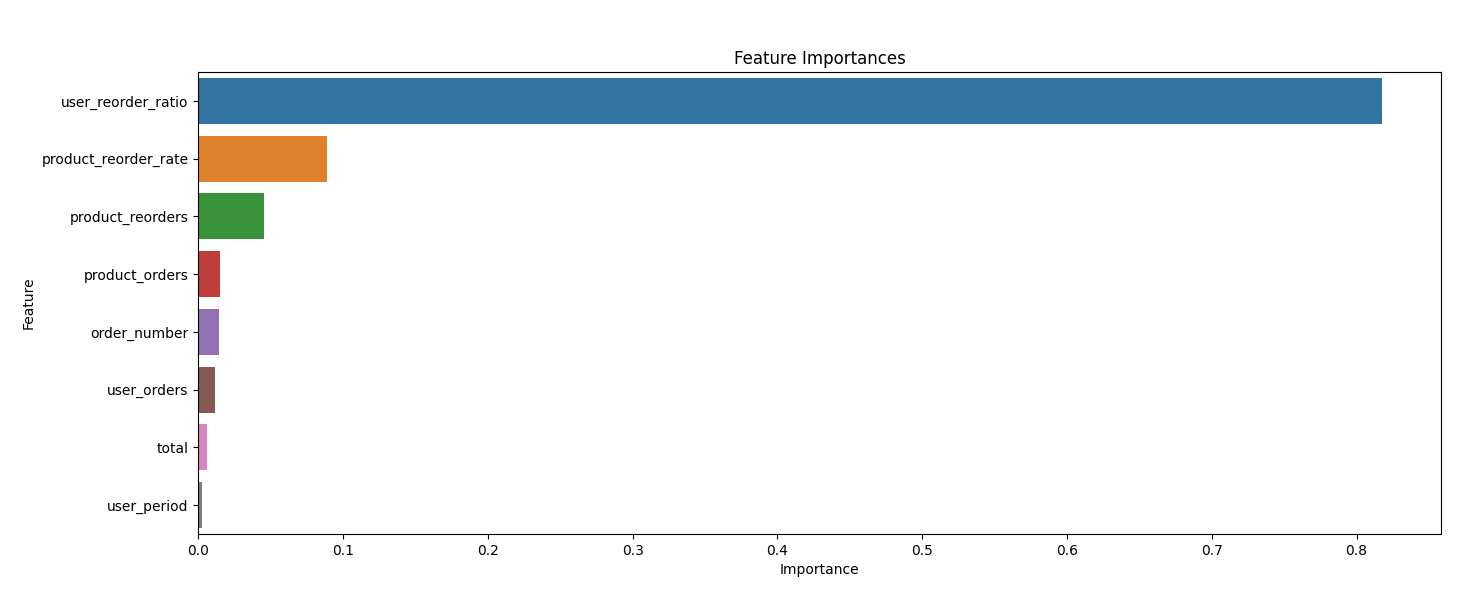 Feature Importances
user_reorder_ratio
product_reorder_rate
product_reorders
product_orders
order_number
user_orders
total
user_period
Feature
0.0 0.1 0.2 0.3 0.4 0.5 0.6 0.7 0.8
Importance